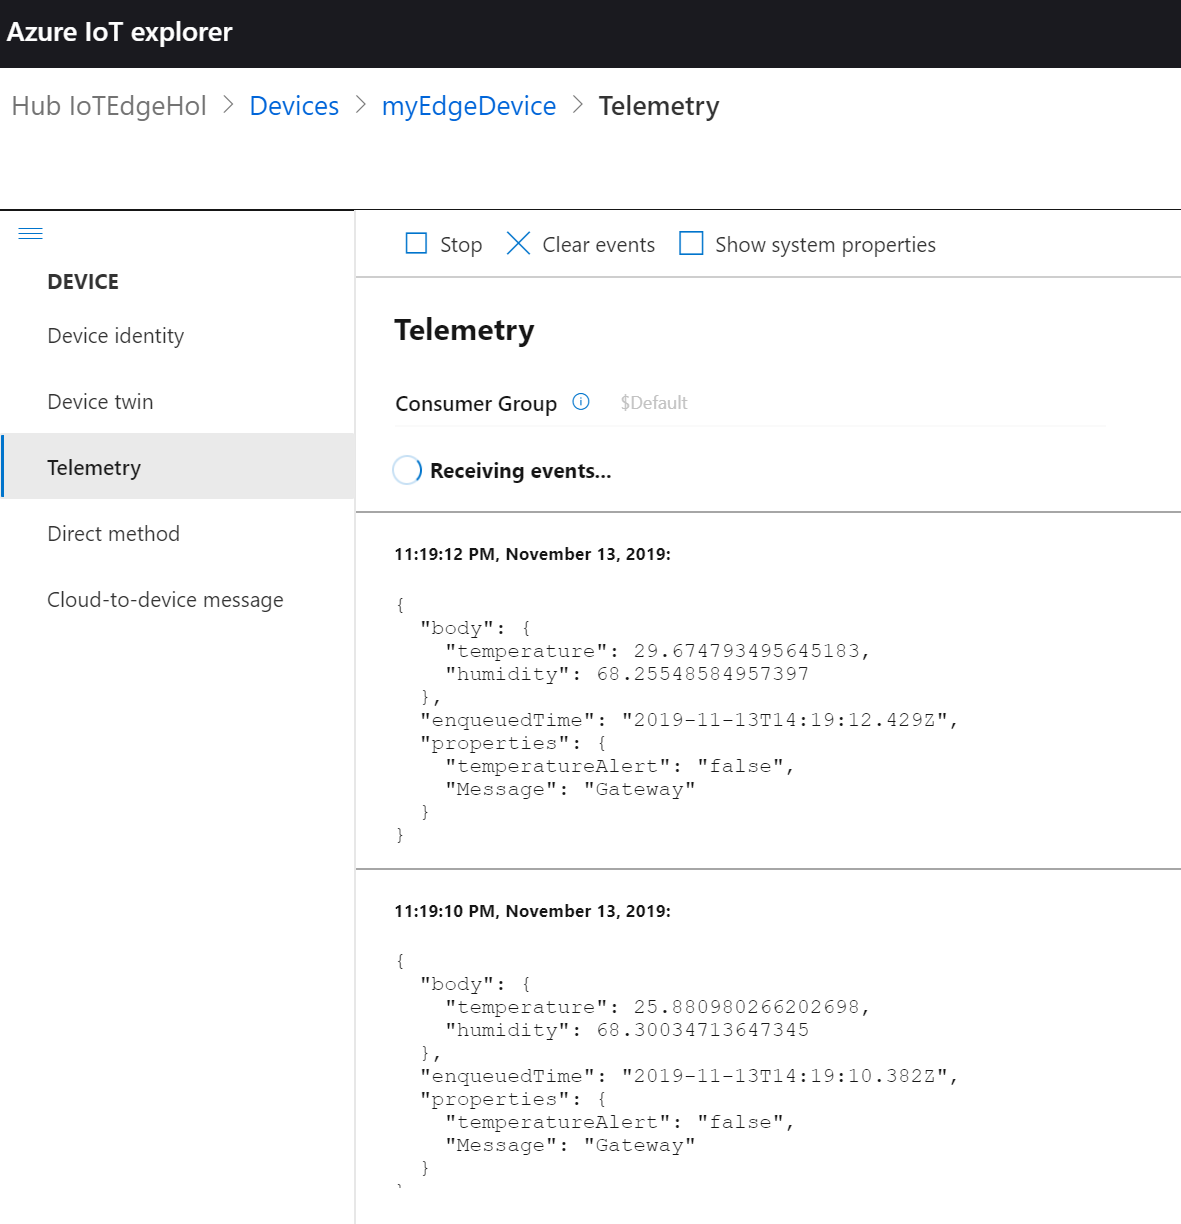 Azure IoT explorer
Hub IoTEdgeHol > Devices > myEdgeDevice > Telemetry
DEVICE
Device identity
Device twin
Telemetry
Direct method
Cloud-to-device message
Stop Clear events Show system properties
Telemetry
Consumer Group $Default
Receiving events...
11:19:12 PM, November 13, 2019:
{
  "body": {
    "temperature": 29.674793495645183,
    "humidity": 68.25548584957397
  },
  "enqueuedTime": "2019-11-13T14:19:12.429Z",
  "properties": {
    "temperatureAlert": "false",
    "Message": "Gateway"
  }
}
11:19:10 PM, November 13, 2019:
{
  "body": {
    "temperature": 25.880980266202698,
    "humidity": 68.30034713647345
  },
  "enqueuedTime": "2019-11-13T14:19:10.382Z",
  "properties": {
    "temperatureAlert": "false",
    "Message": "Gateway"
  }